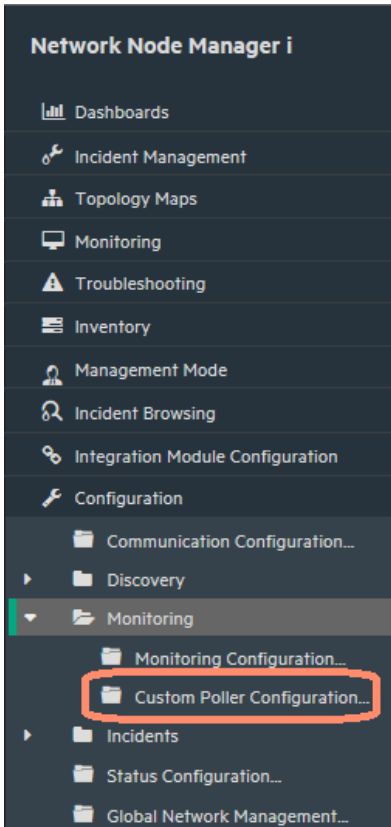 Network Node Manager i
Dashboards
Incident Management
Topology Maps
Monitoring
Troubleshooting
Inventory
Management Mode
Incident Browsing
Integration Module Configuration
Configuration
Communication Configuration...
Discovery
Monitoring
Monitoring Configuration...
Custom Poller Configuration...
Incidents
Status Configuration...
Global Network Management...